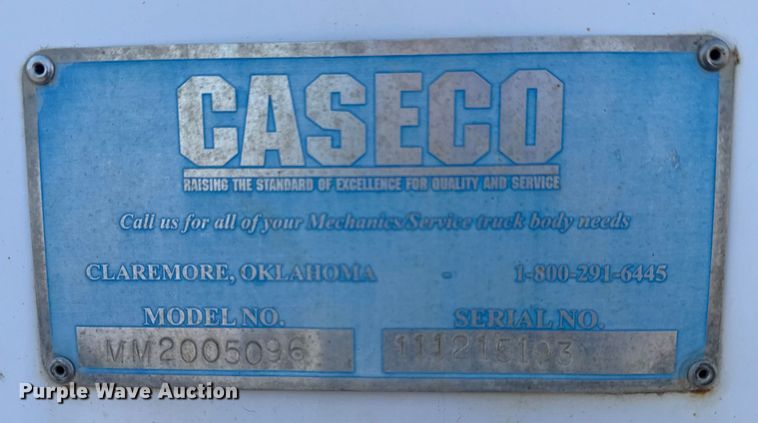 CASECO
RAISING THE STANDARD OF EXCELLENCE FOR QUALITY AND SERVICE
Call us for all of your Mechanics/Service truck body needs
CLAREMORE, OKLAHOMA - 1-800-291-6445
MODEL NO. SERIAL NO.
MM2005096 111215103
Purple Wave Auction